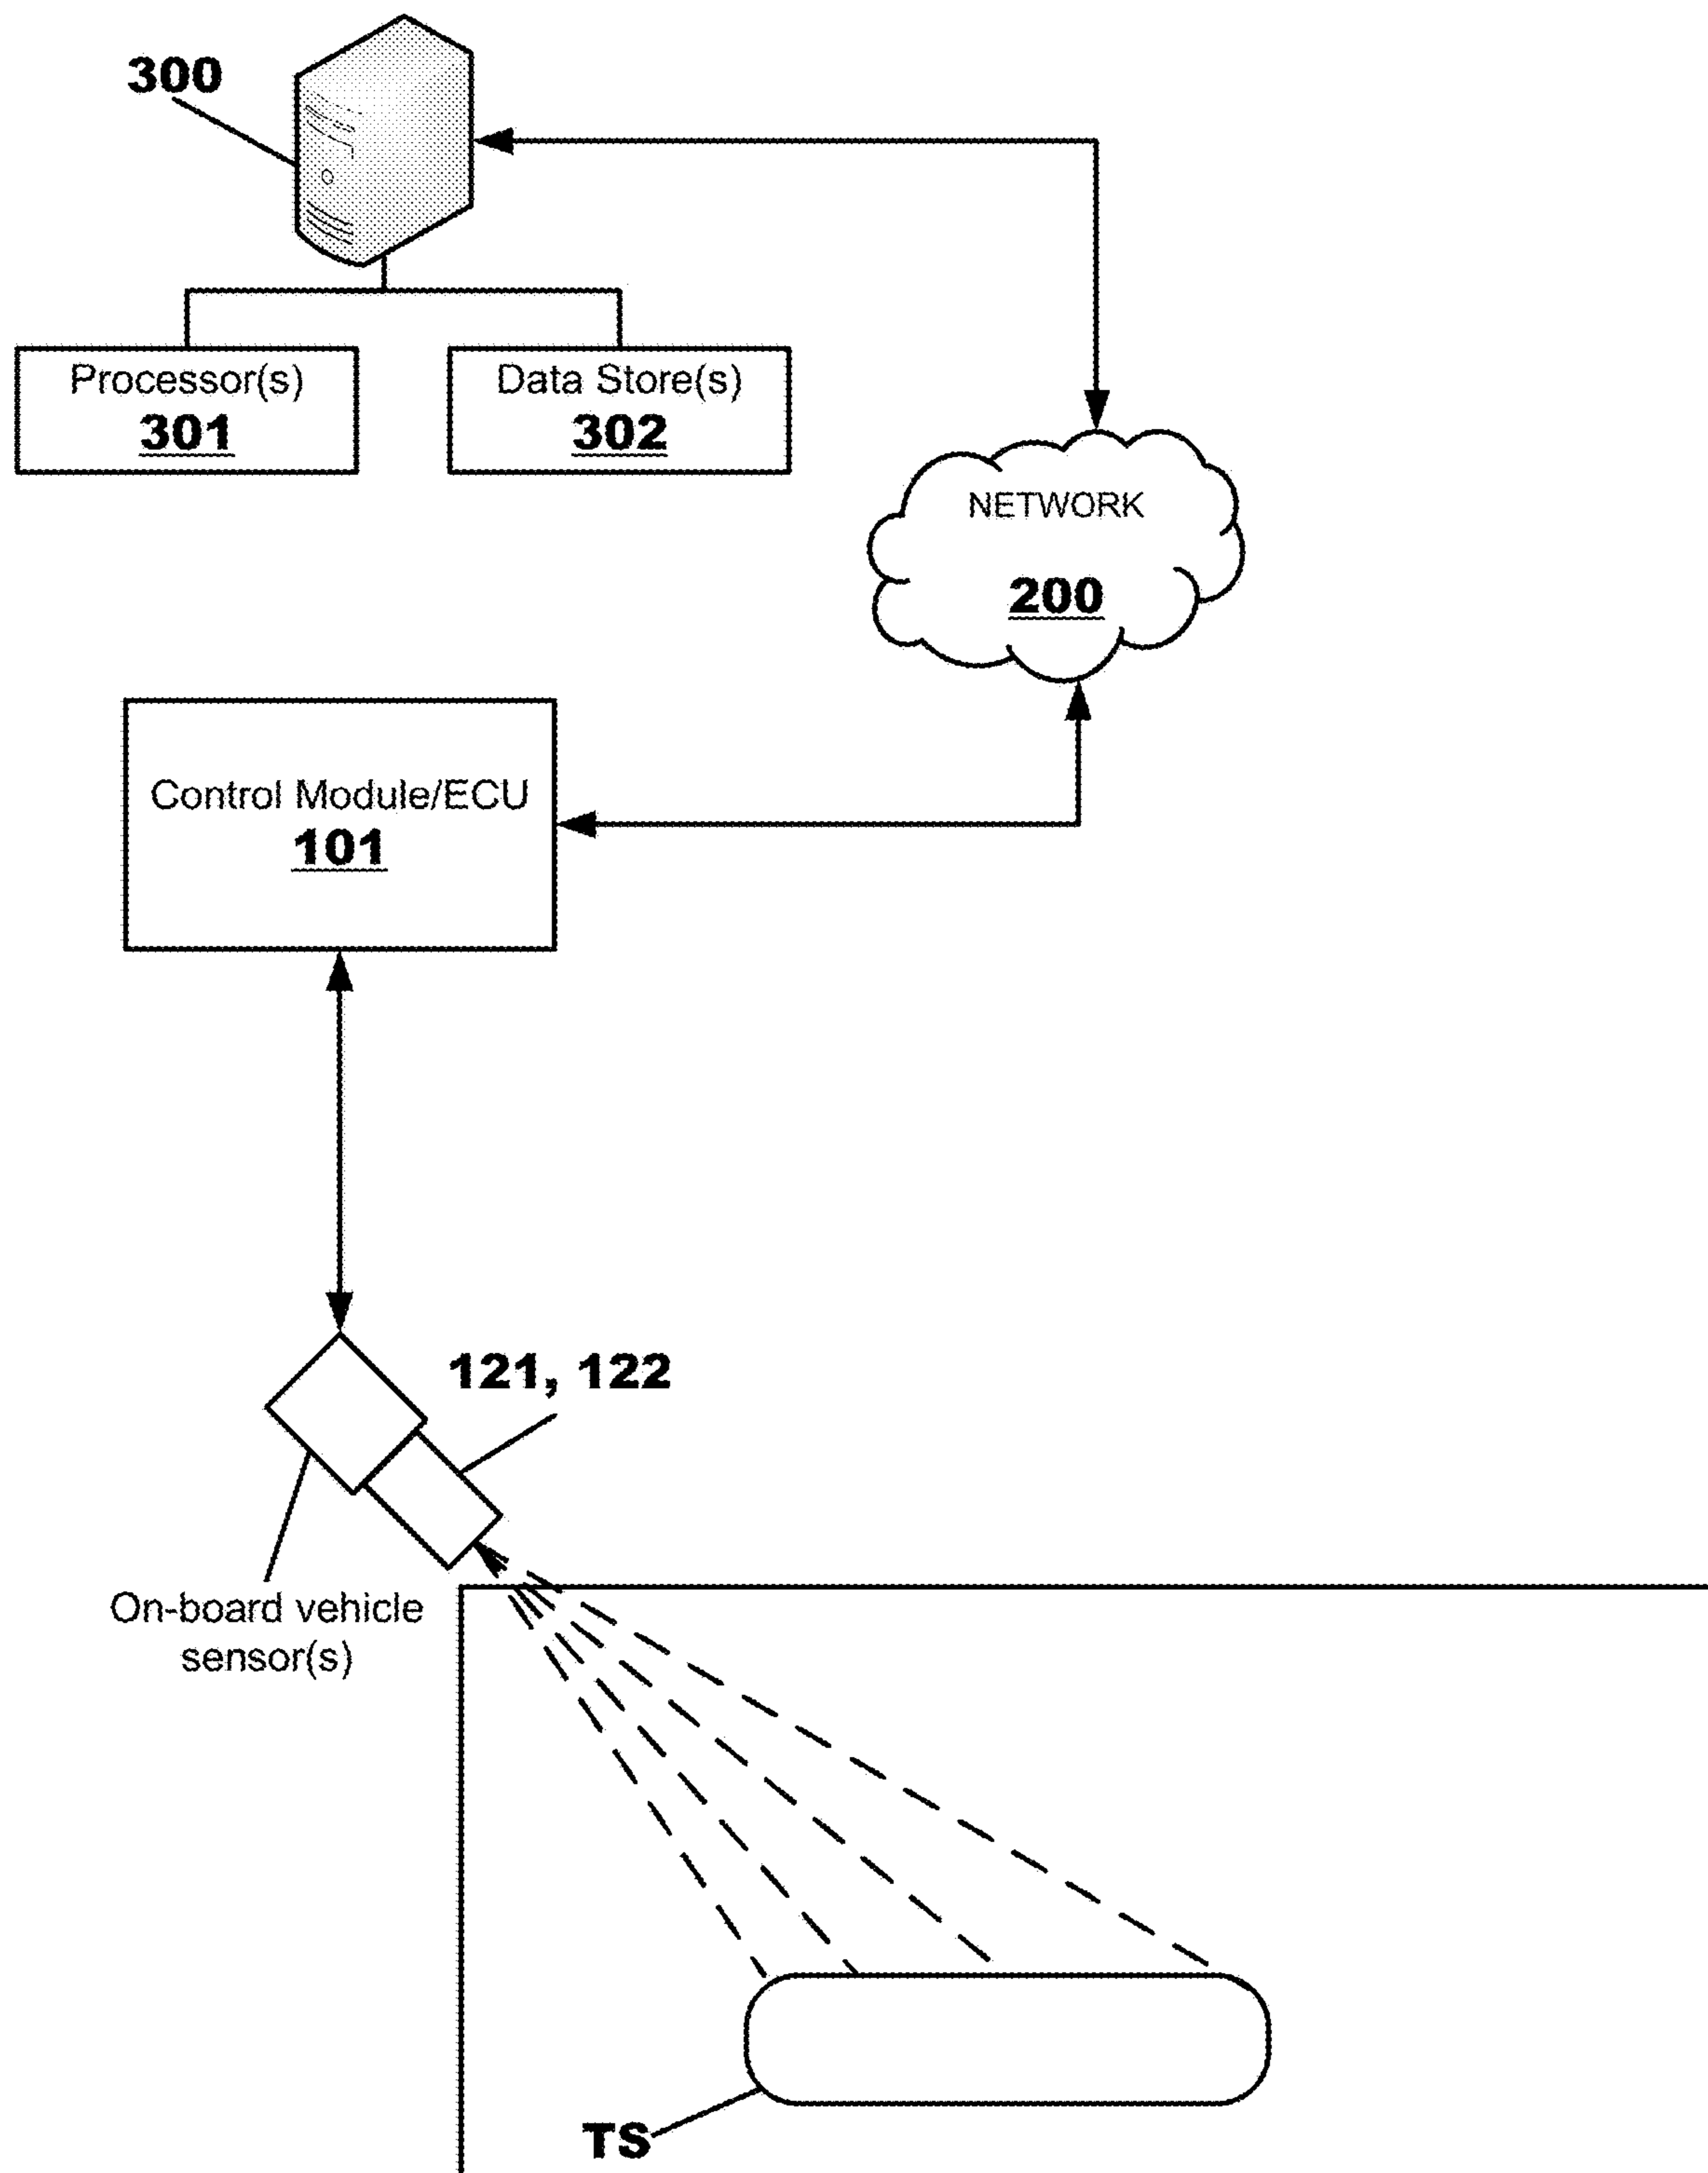 300
Processor(s)
301
Data Store(s)
302
NETWORK
200
Control Module/ECU
101
121, 122
On-board vehicle
sensor(s)
TS